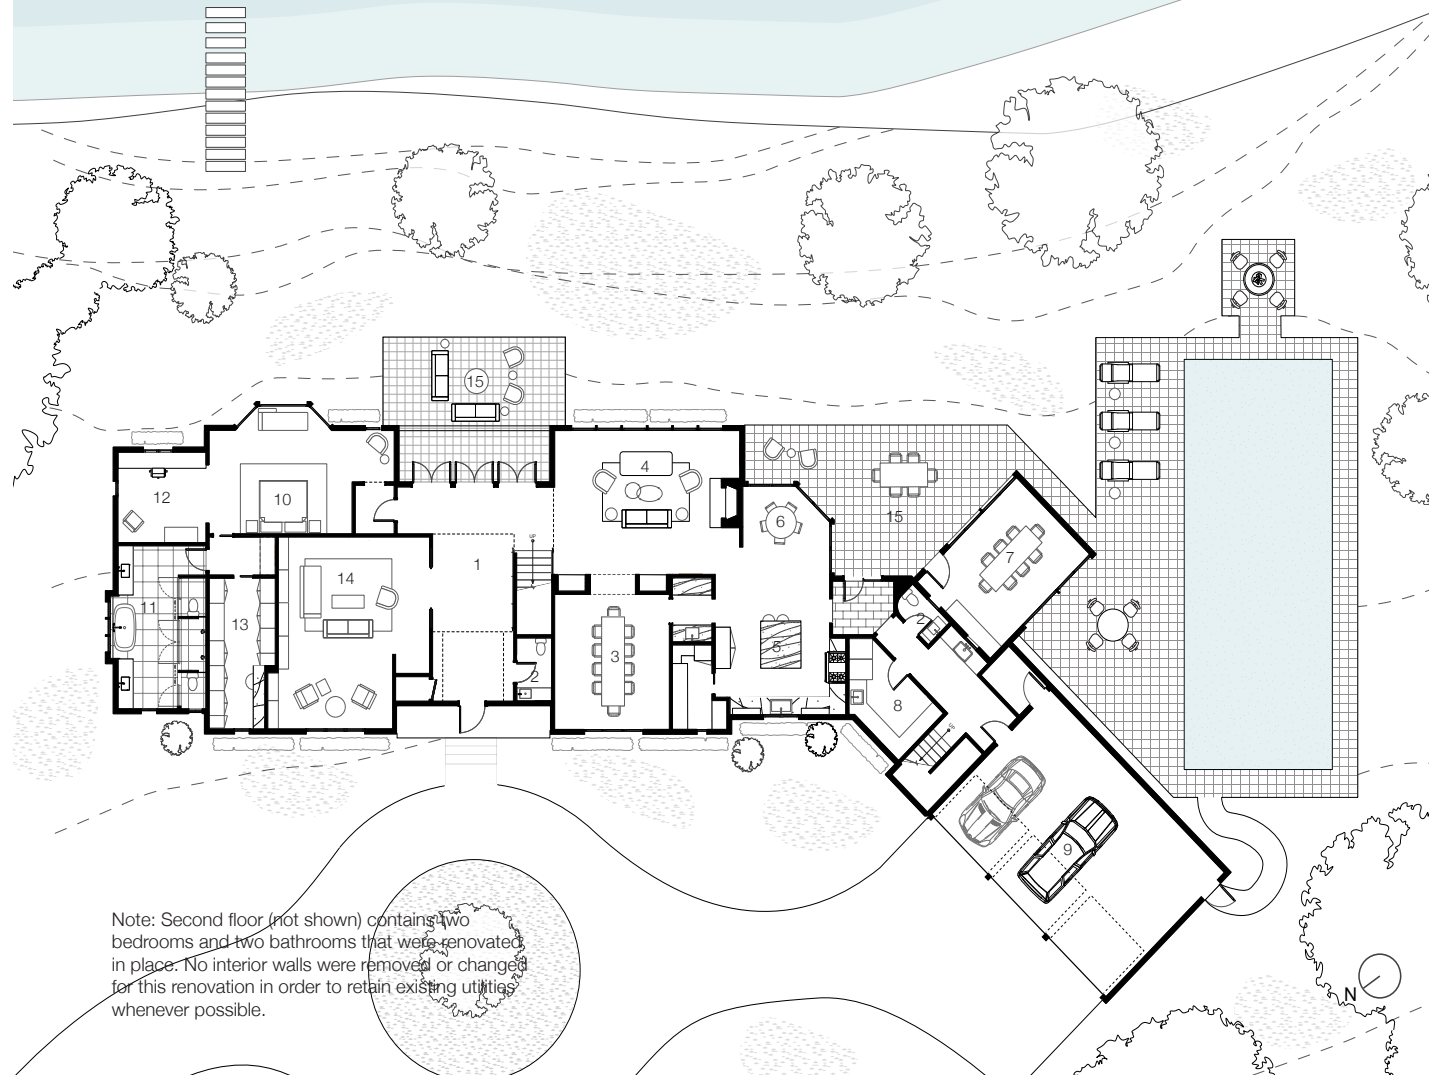 15
4
12
10
6
15
7
1
14
11
13
2
3
5
2
8
UP
UP
9
Note: Second floor (not shown) contains two
bedrooms and two bathrooms that were renovated
in place. No interior walls were removed or changed
for this renovation in order to retain existing utilities
whenever possible.
N